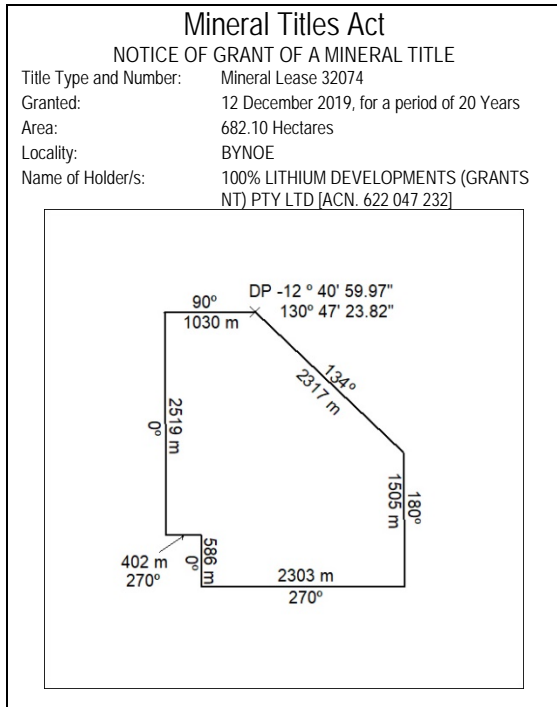 Mineral Titles Act
NOTICE OF GRANT OF A MINERAL TITLE
Title Type and Number: Mineral Lease 32074
Granted: 12 December 2019, for a period of 20 Years
Area: 682.10 Hectares
Locality: BYNOE
Name of Holder/s: 100% LITHIUM DEVELOPMENTS (GRANTS
NT) PTY LTD [ACN. 622 047 232]
DP -12 º 40' 59.97"
130º 47' 23.82"
90º
1030 m
134º
2317 m
2519 m
0º
1505 m
180º
402 m
270º
586 m
0º
2303 m
270º